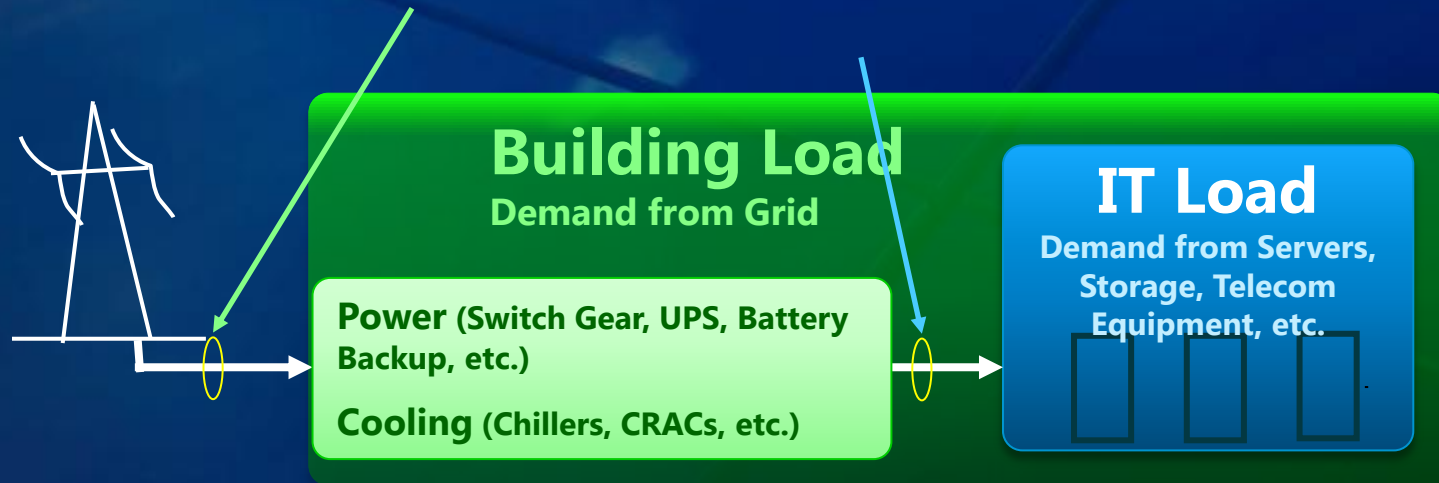 Building Load
Demand from Grid
IT Load
Demand from Servers,
Storage, Telecom
Equipment, etc.
Power (Switch Gear, UPS, Battery
Backup, etc.)
Cooling (Chillers, CRACs, etc.)